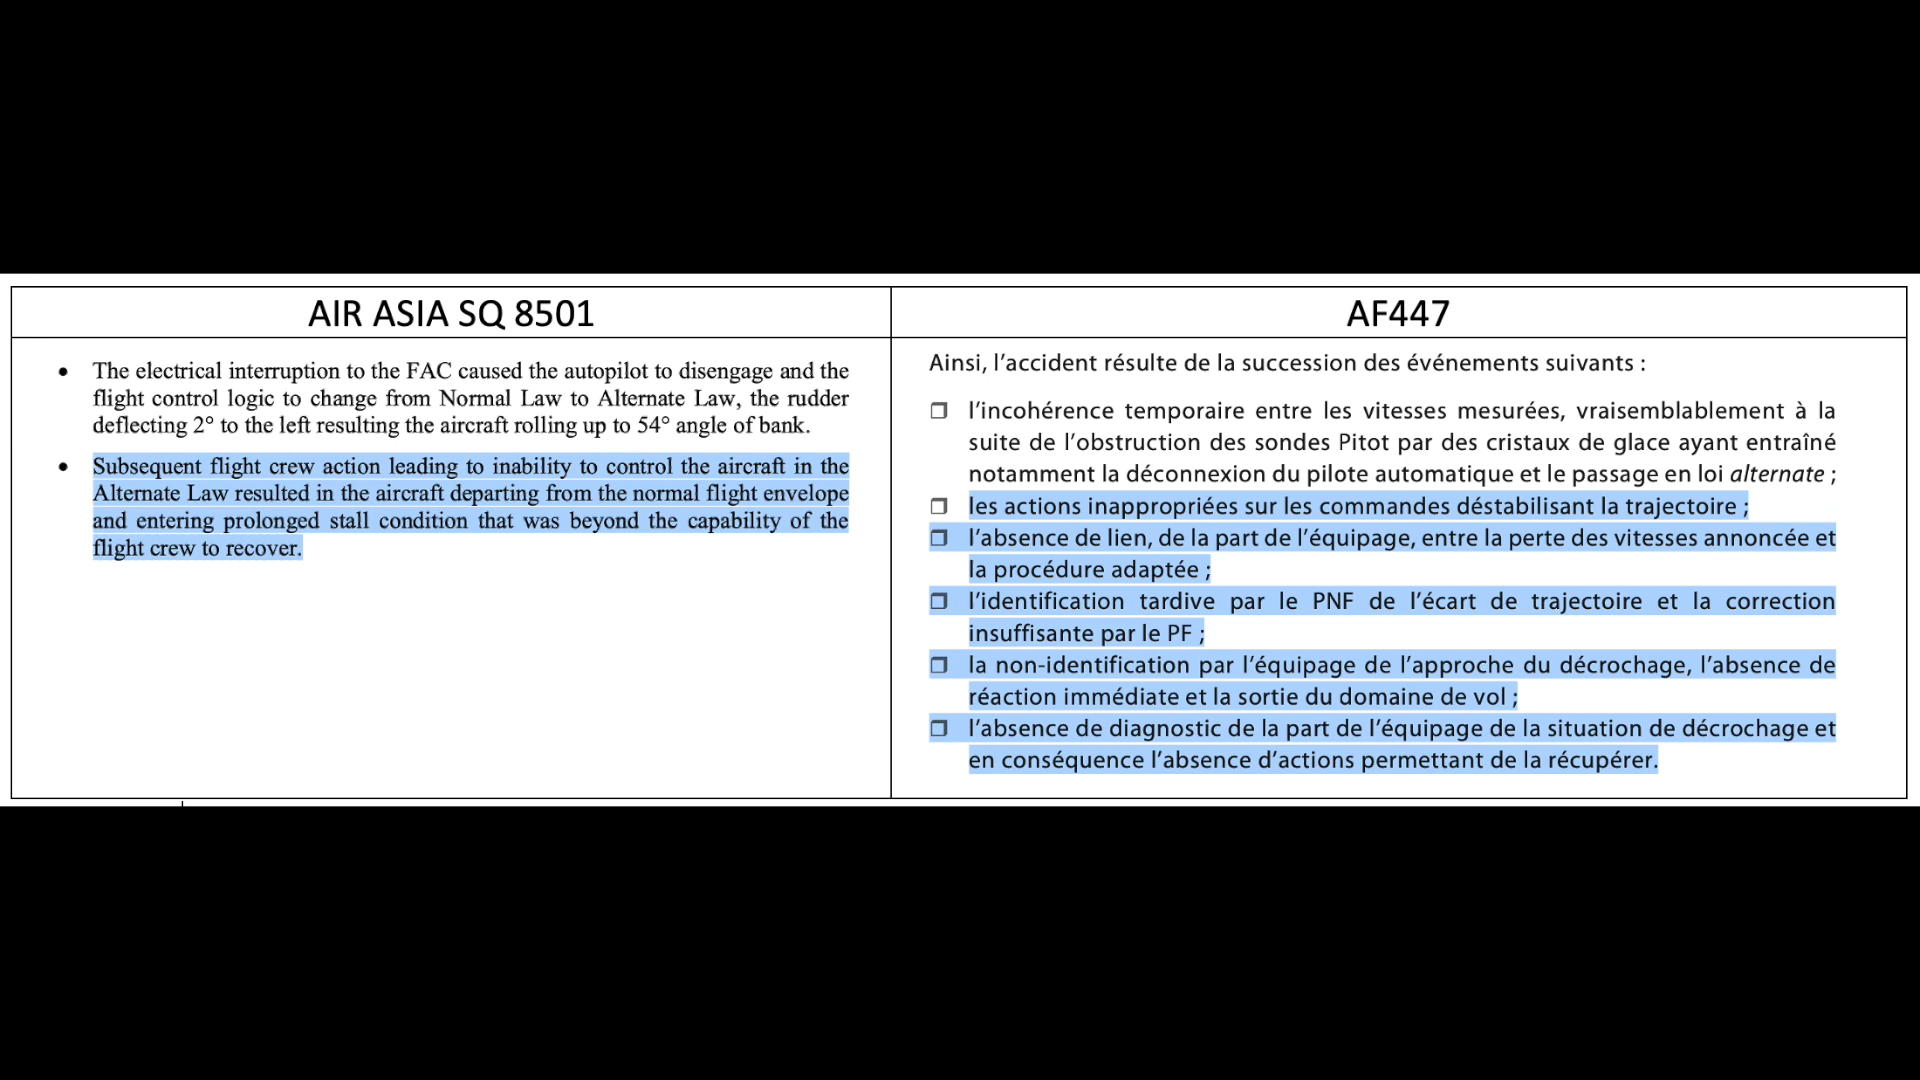 AIR ASIA SQ 8501
• The electrical interruption to the FAC caused the autopilot to disengage and the
flight control logic to change from Normal Law to Alternate Law, the rudder
deflecting 2° to the left resulting the aircraft rolling up to 54° angle of bank.
• Subsequent flight crew action leading to inability to control the aircraft in the
Alternate Law resulted in the aircraft departing from the normal flight envelope
and entering prolonged stall condition that was beyond the capability of the
flight crew to recover.
AF447
Ainsi, l’accident résulte de la succession des événements suivants :
❒ l’incohérence temporaire entre les vitesses mesurées, vraisemblablement à la
suite de l’obstruction des sondes Pitot par des cristaux de glace ayant entraîné
notamment la déconnexion du pilote automatique et le passage en loi alternate ;
❒ les actions inappropriées sur les commandes déstabilisant la trajectoire ;
❒ l’absence de lien, de la part de l’équipage, entre la perte des vitesses annoncée et
la procédure adaptée ;
❒ l’identification tardive par le PNF de l’écart de trajectoire et la correction
insuffisante par le PF ;
❒ la non-identification par l’équipage de l’approche du décrochage, l’absence de
réaction immédiate et la sortie du domaine de vol ;
❒ l’absence de diagnostic de la part de l’équipage de la situation de décrochage et
en conséquence l’absence d’actions permettant de la récupérer.